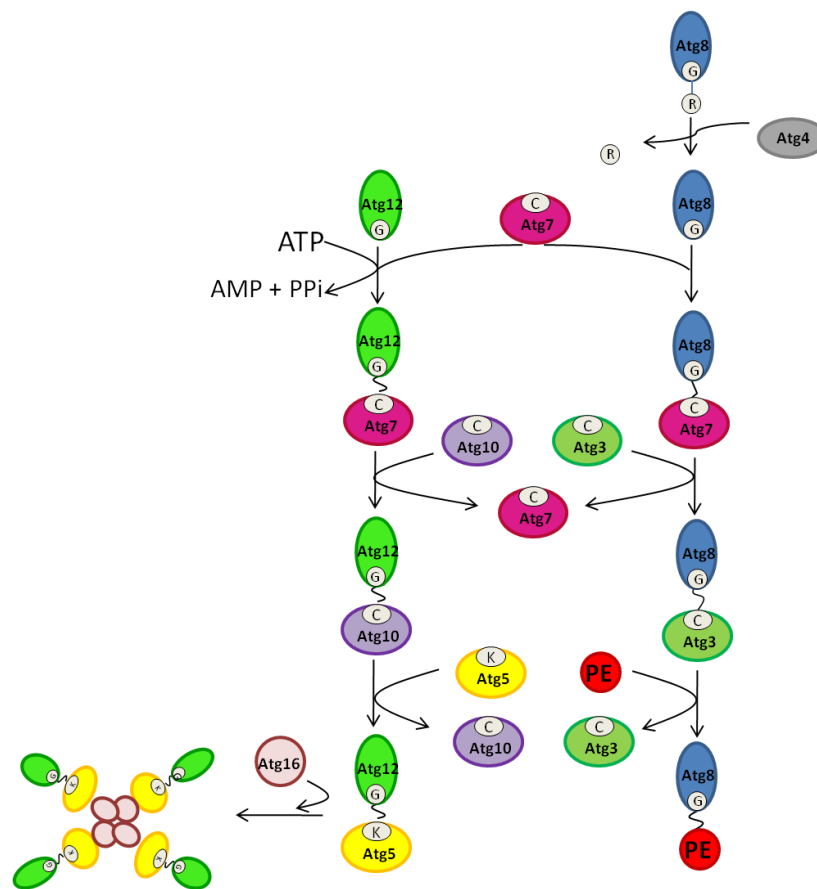 Atg8
G
R
Atg4
R
Atg12
G
C
Atg7
Atg8
G
ATP
AMP + PPi
Atg12
G
C
Atg7
Atg8
G
C
Atg7
C
Atg10
C
Atg3
C
Atg7
Atg12
G
C
Atg10
Atg8
G
C
Atg3
K
Atg5
PE
C
Atg10
C
Atg3
Atg16
Atg12
G
K
Atg5
Atg8
G
PE
G
K
G
K
G
K
G
K